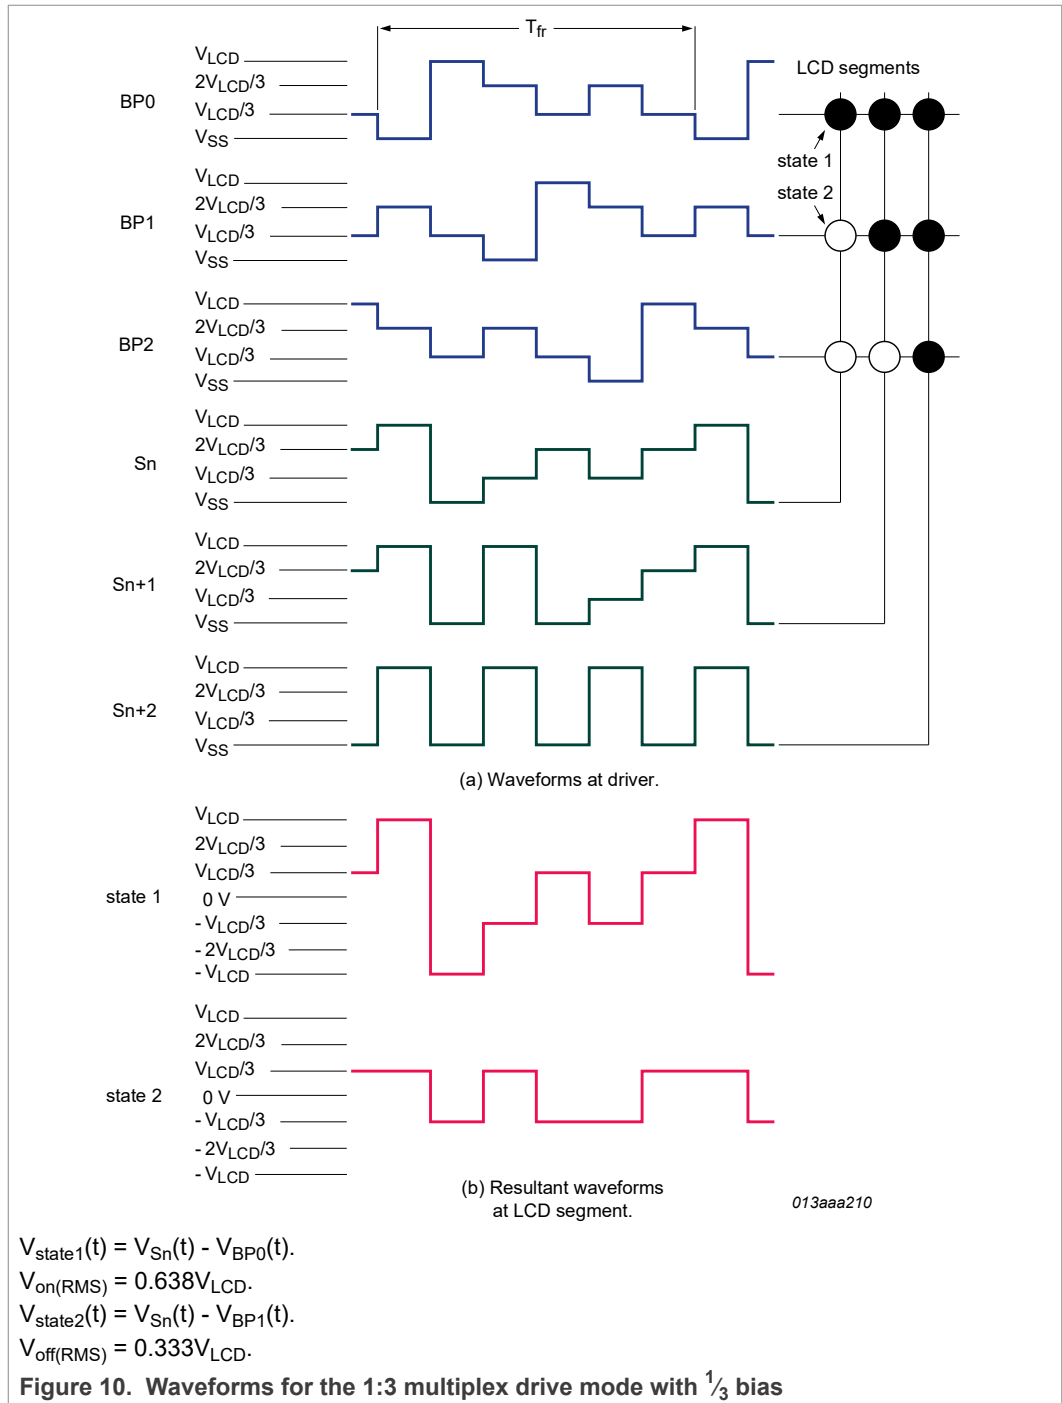 Tfr
VLCD
2VLCD/3
BP0
VLCD/3
VSS
LCD segments
state 1
VLCD
2VLCD/3
BP1
VLCD/3
VSS
state 2
VLCD
2VLCD/3
BP2
VLCD/3
VSS
VLCD
2VLCD/3
Sn
VLCD/3
VSS
VLCD
2VLCD/3
Sn+1
VLCD/3
VSS
VLCD
2VLCD/3
Sn+2
VLCD/3
VSS
(a) Waveforms at driver.
VLCD
2VLCD/3
VLCD/3
state 1
0 V
- VLCD/3
- 2VLCD/3
- VLCD
VLCD
2VLCD/3
VLCD/3
state 2
0 V
- VLCD/3
- 2VLCD/3
- VLCD
(b) Resultant waveforms
at LCD segment.
013aaa210
Vstate1(t) = VSn(t) - VBP0(t).
Von(RMS) = 0.638VLCD.
Vstate2(t) = VSn(t) - VBP1(t).
Voff(RMS) = 0.333VLCD.
Figure 10. Waveforms for the 1:3 multiplex drive mode with 1⁄3 bias